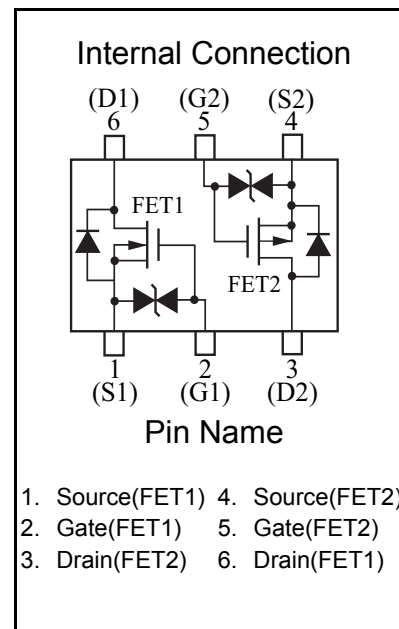 Internal Connection
(D1) (G2) (S2)
6 5 4
FET1
FET2
1 2 3
(S1) (G1) (D2)
Pin Name
1. Source(FET1) 4. Source(FET2)
2. Gate(FET1) 5. Gate(FET2)
3. Drain(FET2) 6. Drain(FET1)